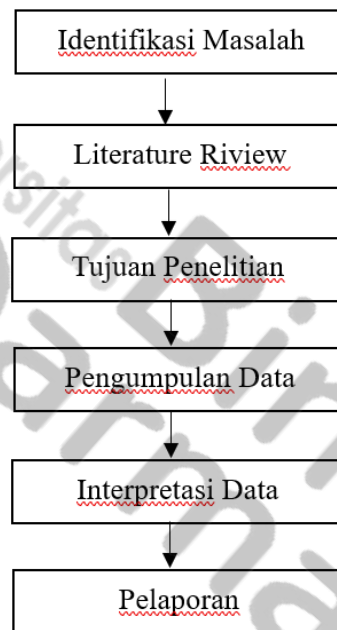 Identifikasi Masalah
Literature Riview
Tujuan Penelitian
Pengumpulan Data
Interpretasi Data
Pelaporan